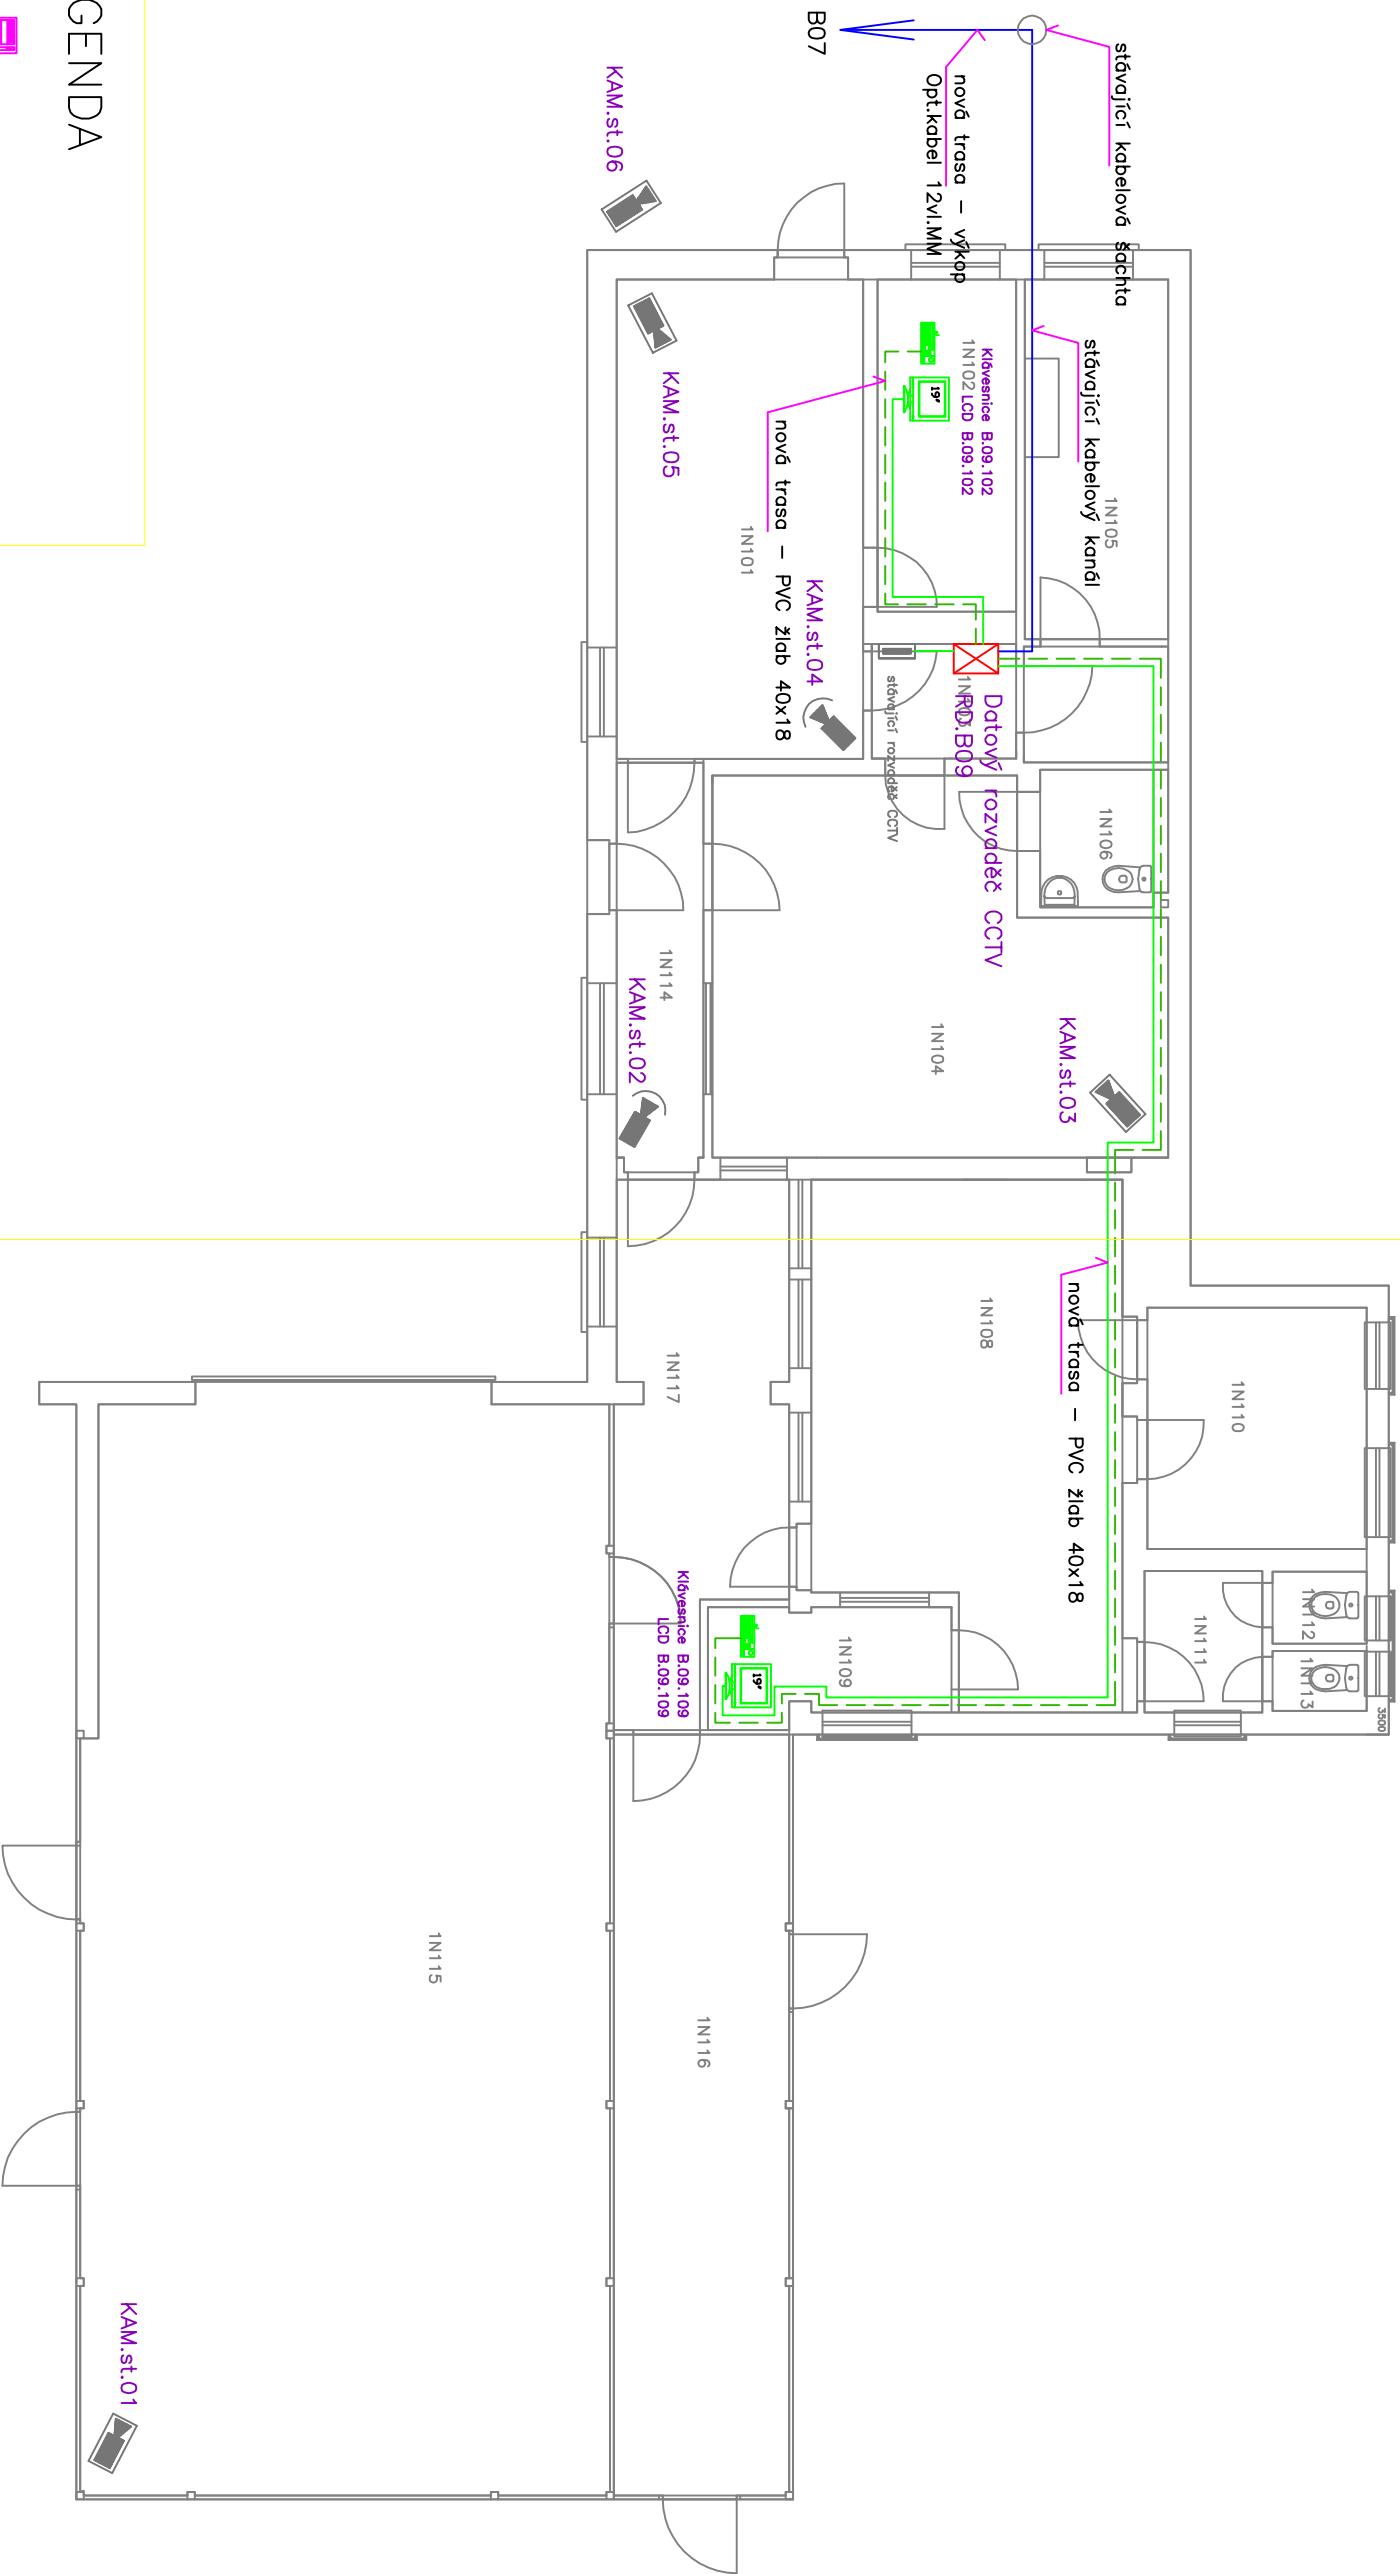 GENDA
B07
stávající kabelová šachta
nová trasa – výkop
Opt.kabel 12vl.MM
stávající kabelový kanál
KAM.st.06
KAM.st.05
Klávesnice B.09.102
LCD B.09.102
1N102
19"
1N105
nová trasa – PVC žlab 40x18
1N101
KAM.st.04
1N103
Datový rozvaděč CCTV
RD.B09
stávající rozvaděč CCTV
1N106
1N114
KAM.st.02
1N104
KAM.st.03
1N108
nová trasa – PVC žlab 40x18
1N117
1N110
Klávesnice B.09.109
LCD B.09.109
19"
1N109
1N111
1N112
1N113
3500
1N115
1N116
KAM.st.01